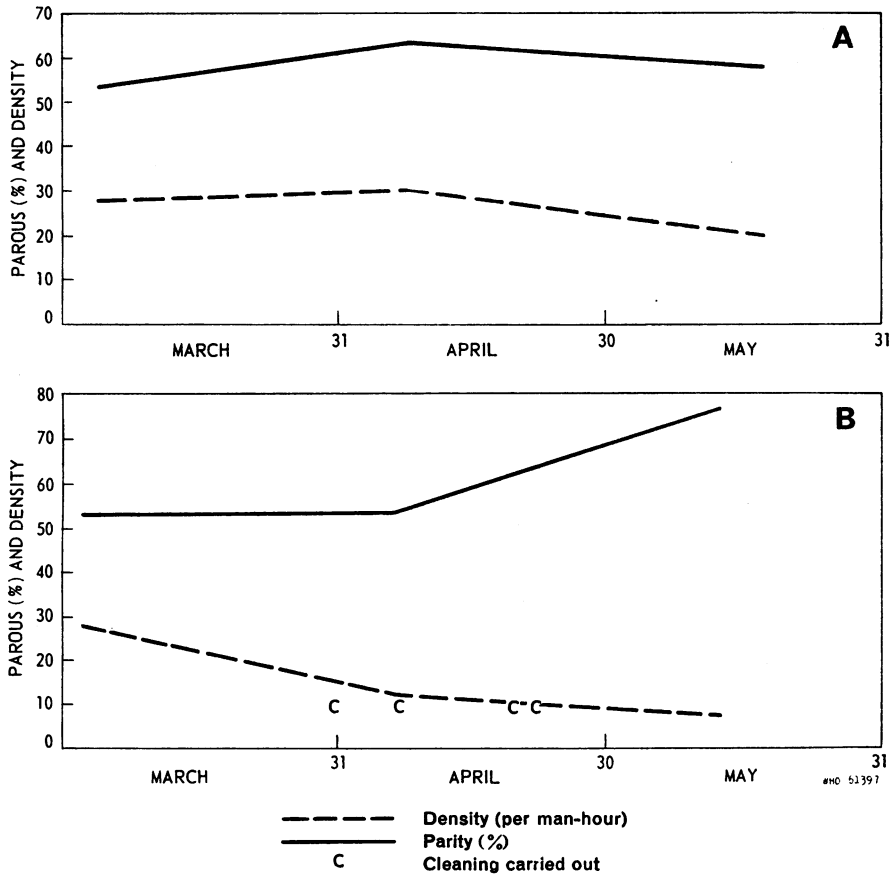 A
PAROUS (%) AND DENSITY
70
60
50
40
30
20
10
0
31
30
31
MARCH
APRIL
MAY
B
PAROUS (%) AND DENSITY
80
70
60
50
40
30
20
10
0
C
C
C
C
31
30
31
MARCH
APRIL
MAY
WHO 51397
Density (per man-hour)
Parity (%)
C
Cleaning carried out